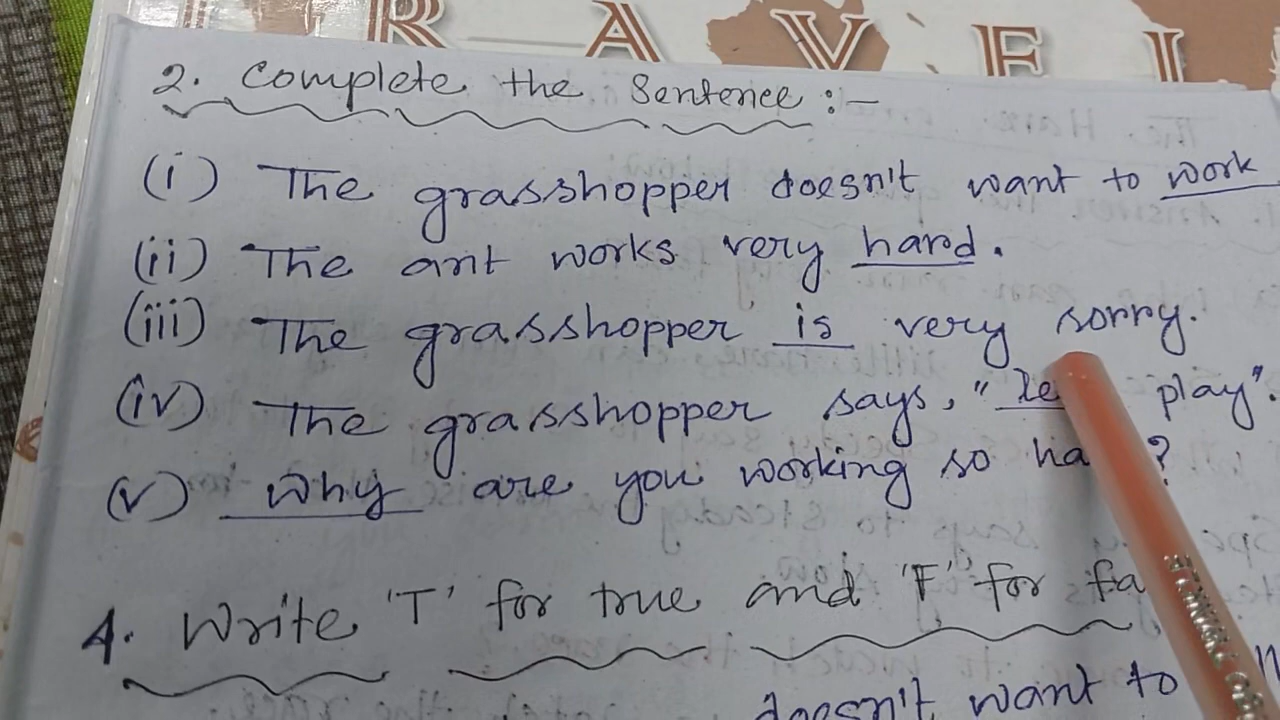 R A V E L
2. Complete the Sentence :-
(i) The grasshopper doesn't want to work
(ii) The ant works very hard.
(iii) The grasshopper is very sorry.
(iv) The grasshopper says, " play".
(v) Why are you working so ?
4. Write 'T' for true and 'F' for
doesn't want to